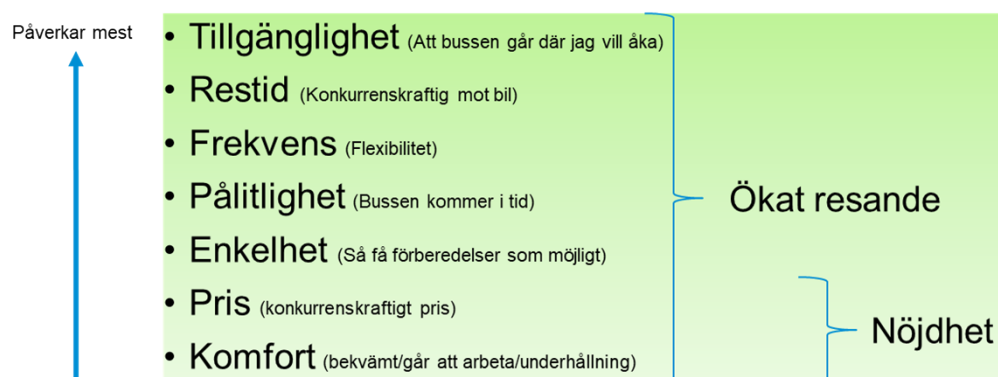 Påverkar mest
• Tillgänglighet (Att bussen går där jag vill åka)
• Restid (Konkurrenskraftig mot bil)
• Frekvens (Flexibilitet)
• Pålitlighet (Bussen kommer i tid)
• Enkelhet (Så få förberedelser som möjligt)
• Pris (konkurrenskraftigt pris)
• Komfort (bekvämt/går att arbeta/underhållning)
Ökat resande
Nöjdhet